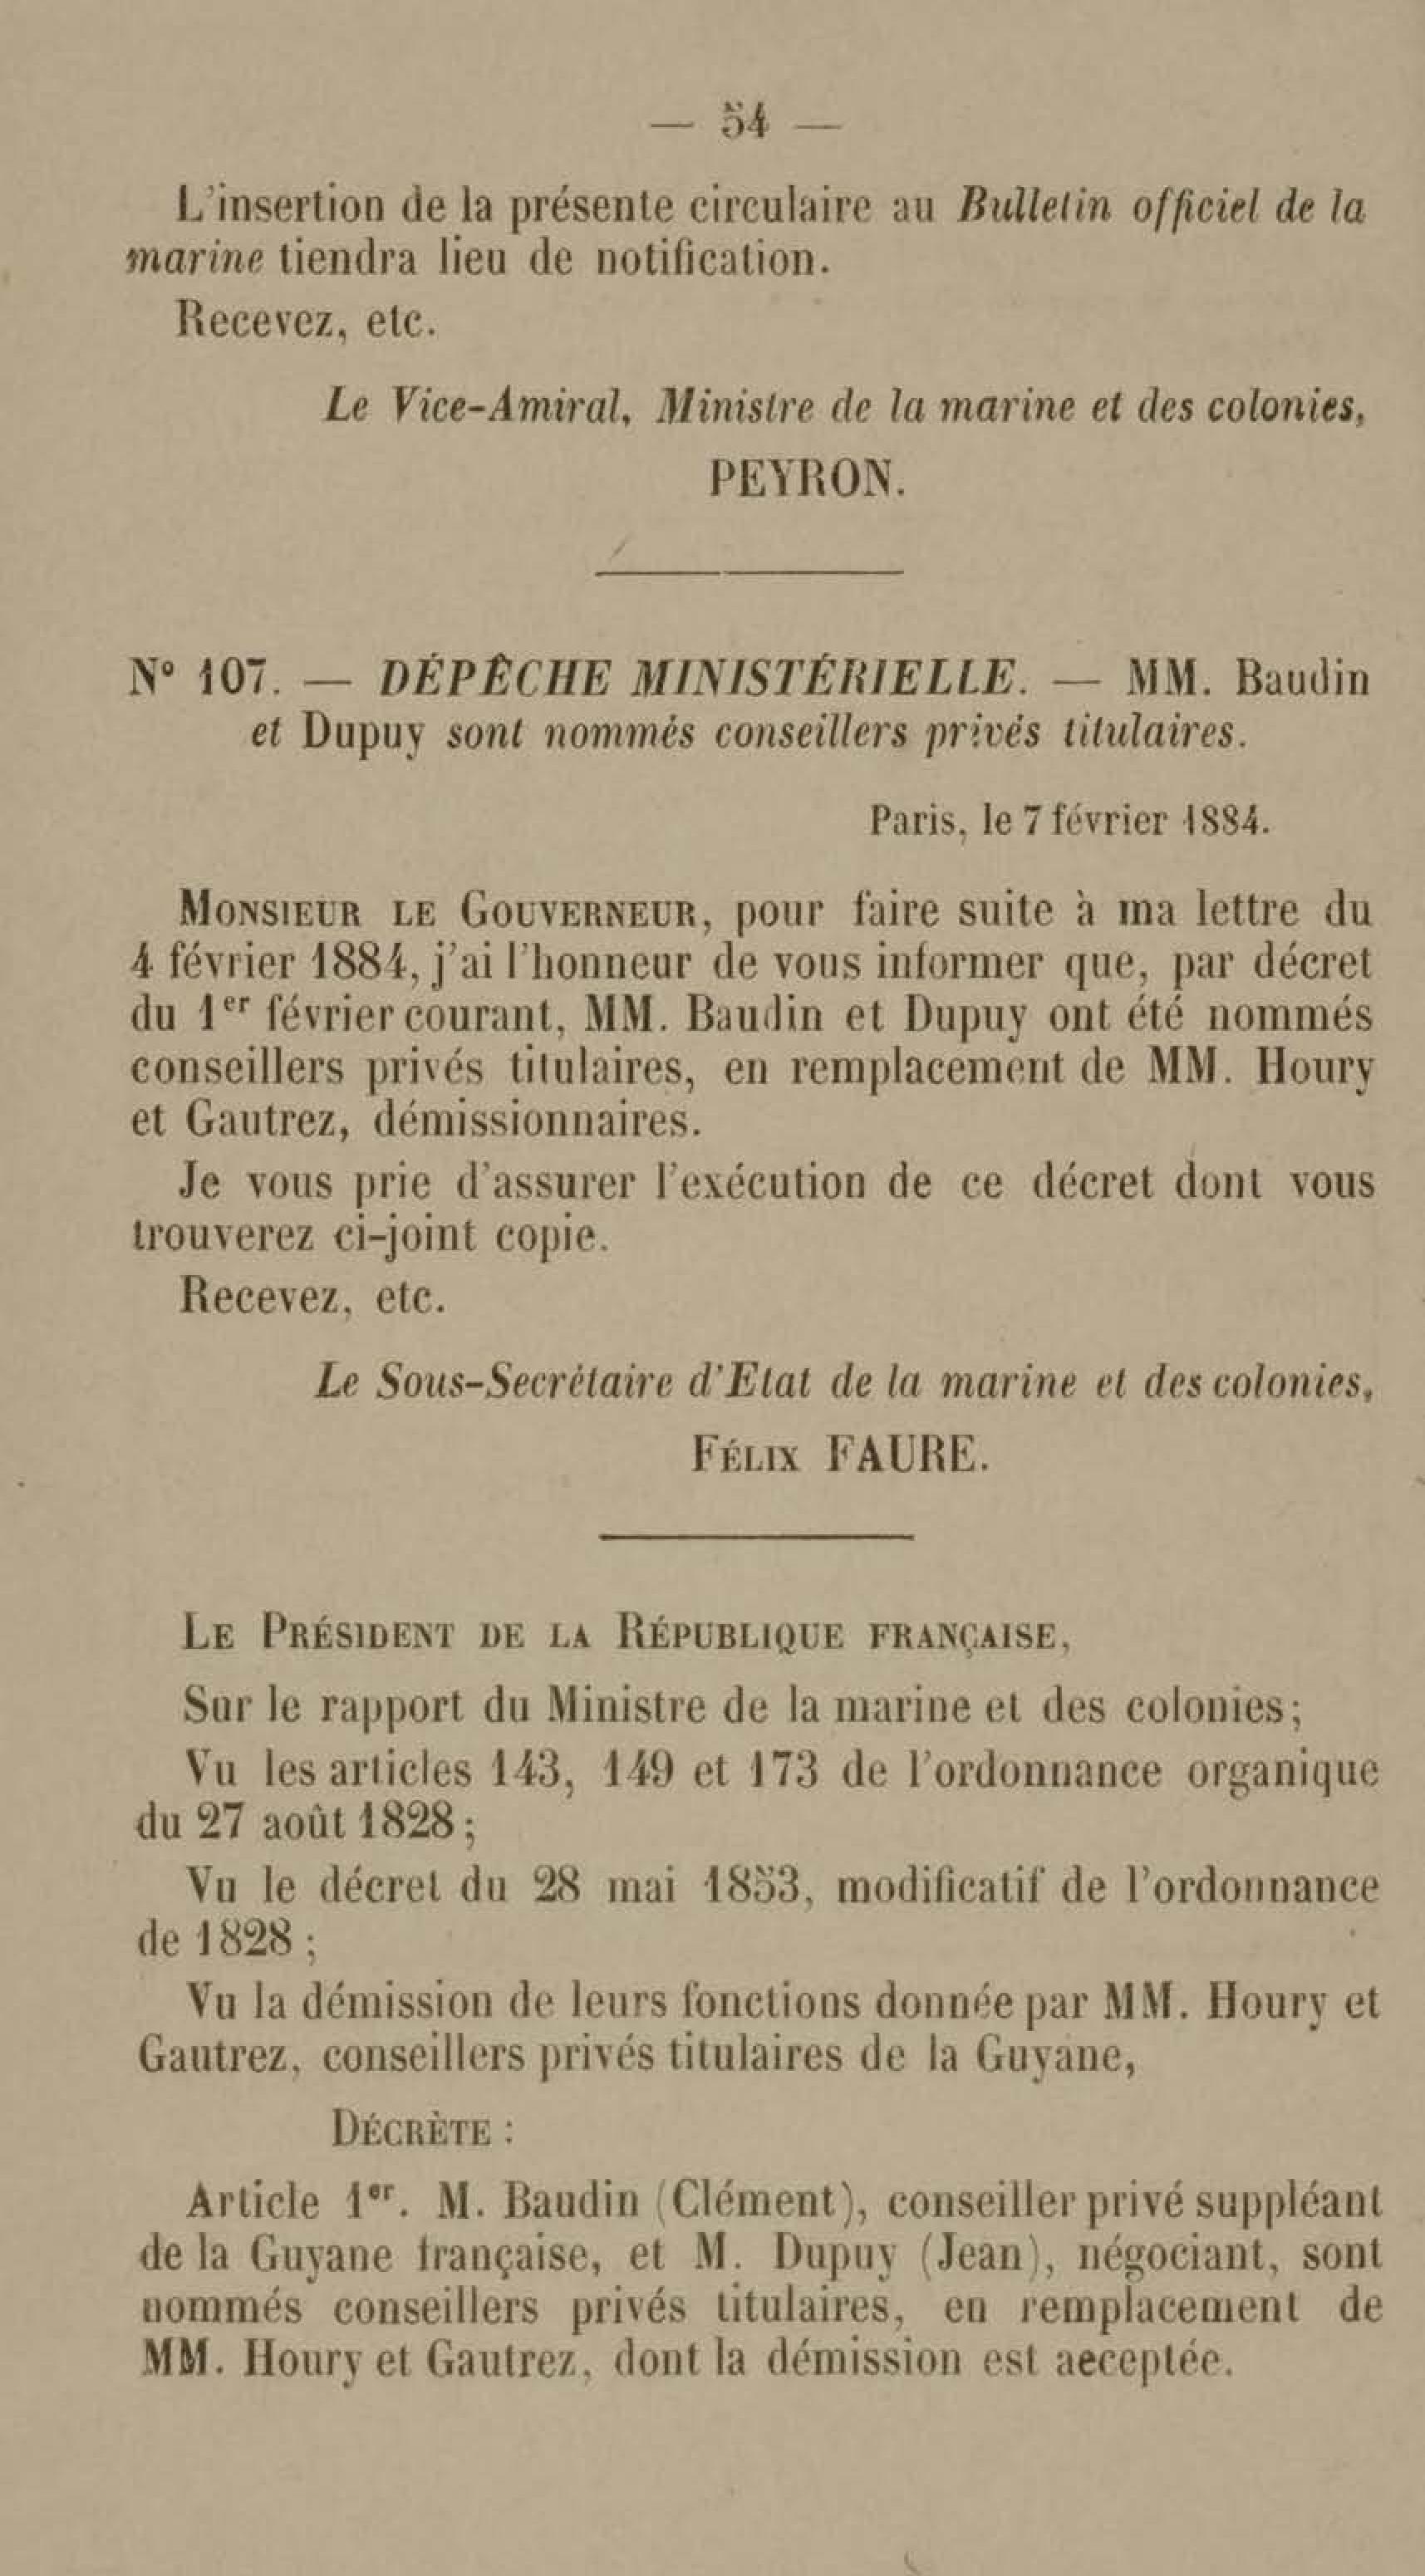 — 54 —
L'insertion de la présente circulaire au Bulletin officiel de la
marine tiendra lieu de notification.
Recevez, etc.
Le Vice-Amiral, Ministre de la marine et des colonies,
PEYRON.
N° 107. — DÉPÊCHE MINISTÉRIELLE. — MM. Baudin
et Dupuy sont nommés conseillers privés titulaires.
Paris, le 7 février 1884.
MONSIEUR LE GOUVERNEUR, pour faire suite à ma lettre du
4 février 1884, j'ai l'honneur de vous informer que, par décret
du 1er février courant, MM. Baudin et Dupuy ont été nommés
conseillers privés titulaires, en remplacement de MM. Houry
et Gautrez, démissionnaires.
Je vous prie d'assurer l'exécution de ce décret dont vous
trouverez ci-joint copie.
Recevez, etc.
Le Sous-Secrétaire d'Etat de la marine et des colonies,
FÉLIX FAURE.
LE PRÉSIDENT DE LA RÉPUBLIQUE FRANÇAISE,
Sur le rapport du Ministre de la marine et des colonies;
Vu les articles 143, 149 et 173 de l'ordonnance organique
du 27 août 1828;
Vu le décret du 28 mai 1853, modificatif de l'ordonnance
de 1828;
Vu la démission de leurs fonctions donnée par MM. Houry et
Gautrez, conseillers privés titulaires de la Guyane,
DÉCRÈTE :
Article 1er. M. Baudin (Clément), conseiller privé suppléant
de la Guyane française, et M. Dupuy (Jean), négociant, sont
nommés conseillers privés titulaires, en remplacement de
MM. Houry et Gautrez, dont la démission est aeceptée.